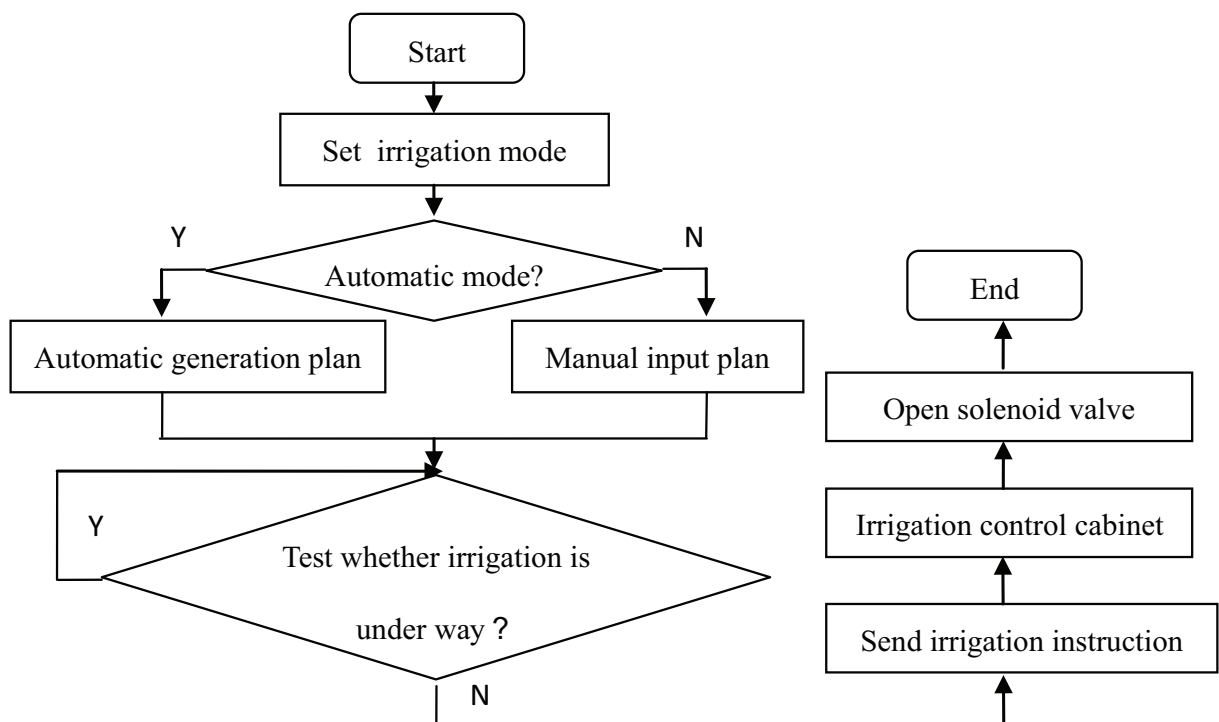 Start
Set irrigation mode
Y
N
Automatic mode?
Automatic generation plan
Manual input plan
Y
Test whether irrigation is
under way？
N
End
Open solenoid valve
Irrigation control cabinet
Send irrigation instruction